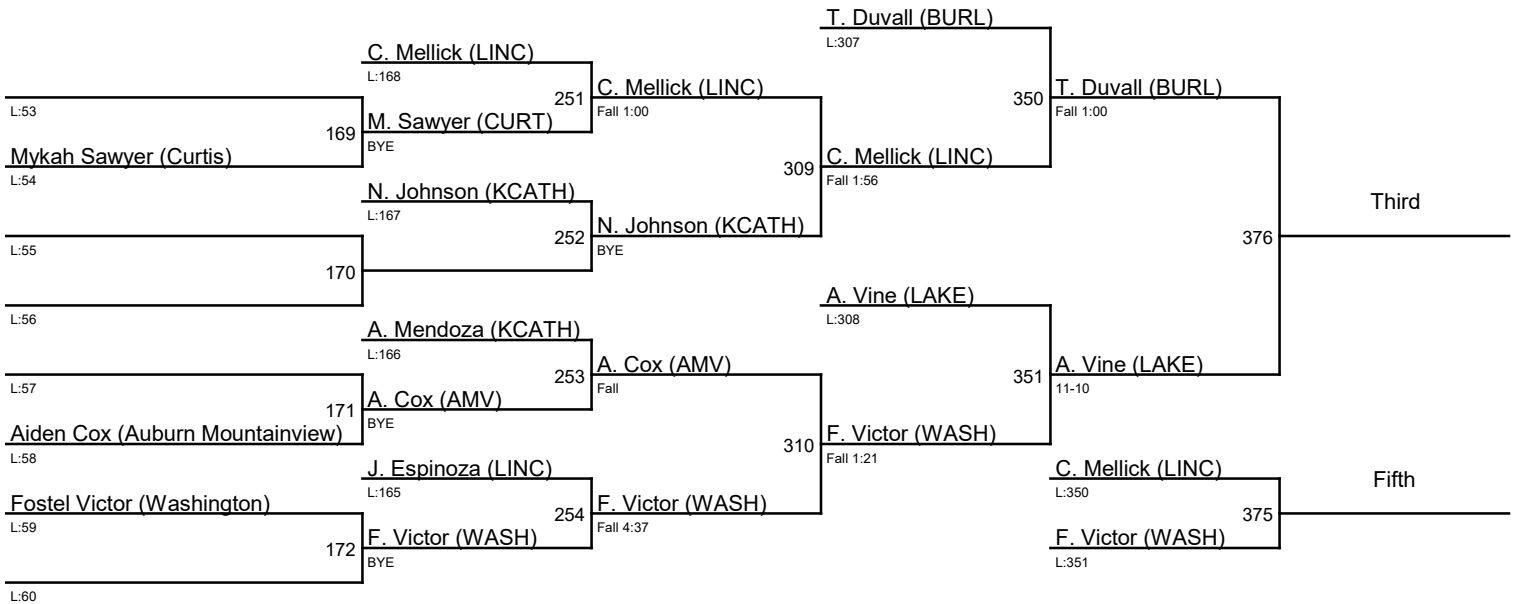 T. Duvall (BURL)
L:307
C. Mellick (LINC)
L:168
251
C. Mellick (LINC)
Fall 1:00
350
T. Duvall (BURL)
Fall 1:00
L:53
169
M. Sawyer (CURT)
BYE
Mykah Sawyer (Curtis)
L:54
309
C. Mellick (LINC)
Fall 1:56
N. Johnson (KCATH)
L:167
Third
252
N. Johnson (KCATH)
BYE
376
L:55
170
L:56
A. Vine (LAKE)
L:308
A. Mendoza (KCATH)
L:166
253
A. Cox (AMV)
Fall
351
A. Vine (LAKE)
11-10
L:57
171
A. Cox (AMV)
BYE
Aiden Cox (Auburn Mountainview)
L:58
310
F. Victor (WASH)
Fall 1:21
J. Espinoza (LINC)
L:165
C. Mellick (LINC)
L:350
Fifth
Fostel Victor (Washington)
L:59
254
F. Victor (WASH)
Fall 4:37
375
172
F. Victor (WASH)
BYE
F. Victor (WASH)
L:351
L:60